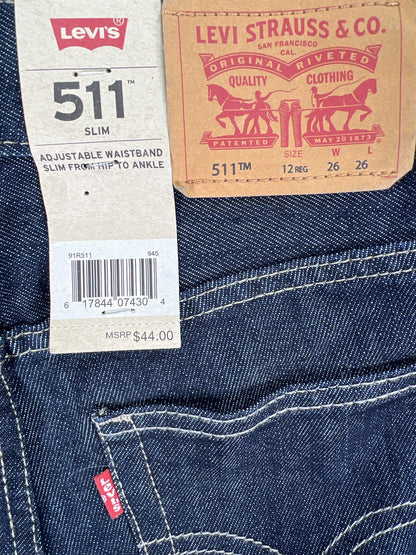 LEVI'S®
511™
SLIM
ADJUSTABLE WAISTBAND
SLIM FROM HIP TO ANKLE
91R511 945
6 17844 07430 4
MSRP $44.00
LEVI STRAUSS & CO.
SAN FRANCISCO
CAL.
ORIGINAL RIVETED
QUALITY CLOTHING
PATENTED MAY 20 1873
SIZE W L
511™ 12 REG 26 26
Levi's